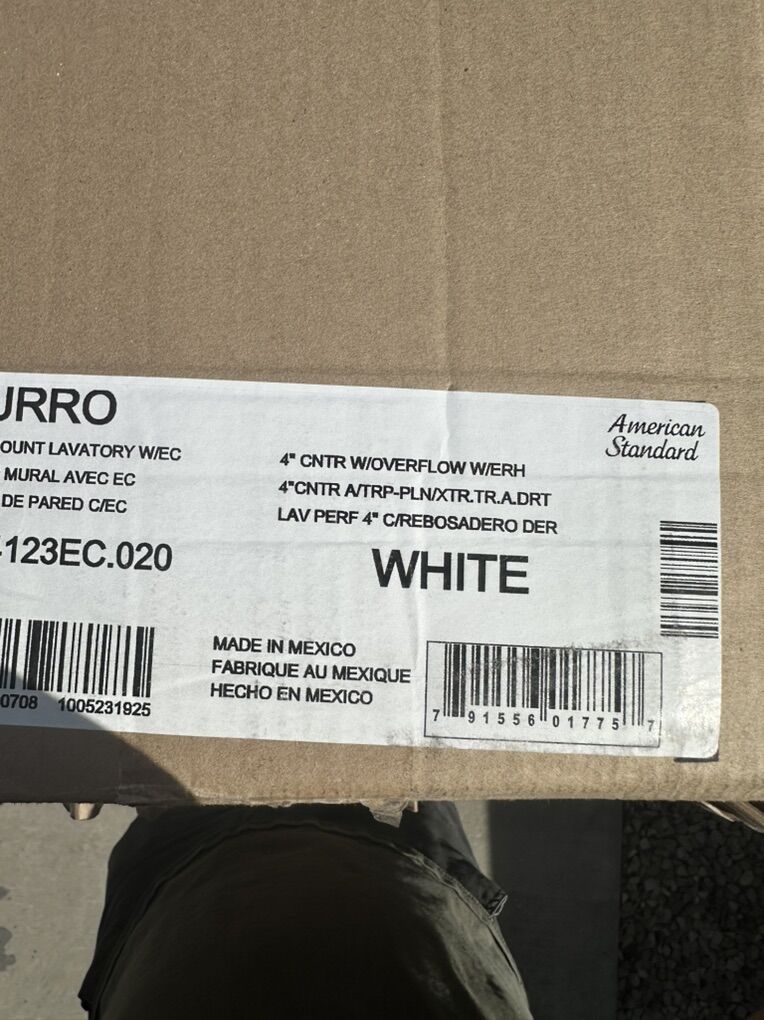 URRO
American
Standard
OUNT LAVATORY W/EC
MURAL AVEC EC
DE PARED C/EC
4" CNTR W/OVERFLOW W/ERH
4"CNTR A/TRP-PLN/XTR.TR.A.DRT
LAV PERF 4" C/REBOSADERO DER
123EC.020
WHITE
MADE IN MEXICO
FABRIQUE AU MEXIQUE
HECHO EN MEXICO
0708 1005231925
7 91556 01775 7